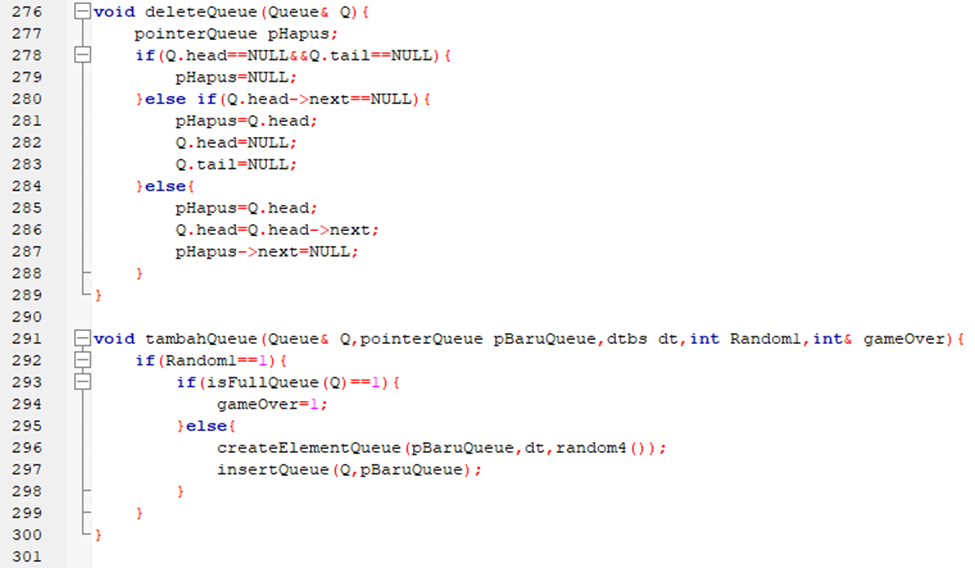 276 void deleteQueue(Queue& Q){
277     pointerQueue pHapus;
278     if(Q.head==NULL&&Q.tail==NULL){
279         pHapus=NULL;
280     }else if(Q.head->next==NULL){
281         pHapus=Q.head;
282         Q.head=NULL;
283         Q.tail=NULL;
284     }else{
285         pHapus=Q.head;
286         Q.head=Q.head->next;
287         pHapus->next=NULL;
288     }
289 }
290
291 void tambahQueue(Queue& Q,pointerQueue pBaruQueue,dtbs dt,int Random1,int& gameOver){
292     if(Random1==1){
293         if(isFullQueue(Q)==1){
294             gameOver=1;
295         }else{
296             createElementQueue(pBaruQueue,dt,random4());
297             insertQueue(Q,pBaruQueue);
298         }
299     }
300 }
301